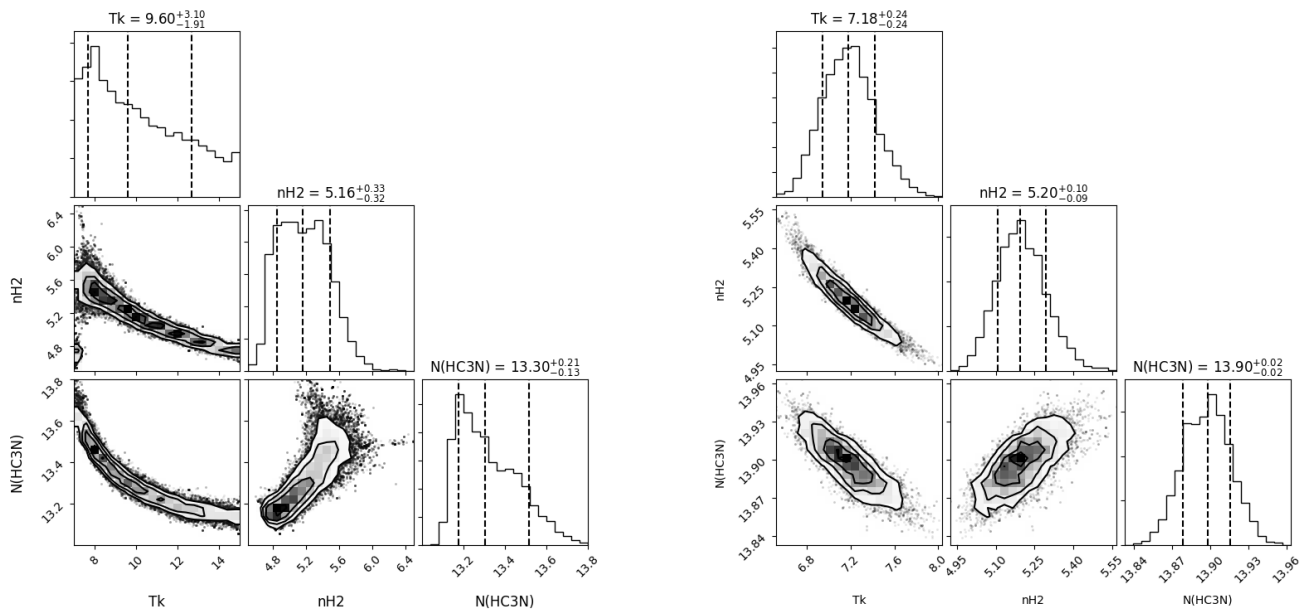 Tk = 9.60+3.10−1.91
Tk = 7.18+0.24−0.24
nH2 = 5.16+0.33−0.32
nH2 = 5.20+0.10−0.09
N(HC3N) = 13.30+0.21−0.13
N(HC3N) = 13.90+0.02−0.02
nH2
6.4
6.0
5.6
5.2
4.8
N(HC3N)
13.8
13.6
13.4
13.2
8 10 12 14
4.8 5.2 5.6 6.0 6.4
13.2 13.4 13.6 13.8
Tk nH2 N(HC3N)
nH2
5.55
5.40
5.25
5.10
4.95
N(HC3N)
13.96
13.93
13.90
13.87
13.84
6.8 7.2 7.6 8.0
4.95 5.10 5.25 5.40 5.55
13.84 13.87 13.90 13.93 13.96
Tk nH2 N(HC3N)